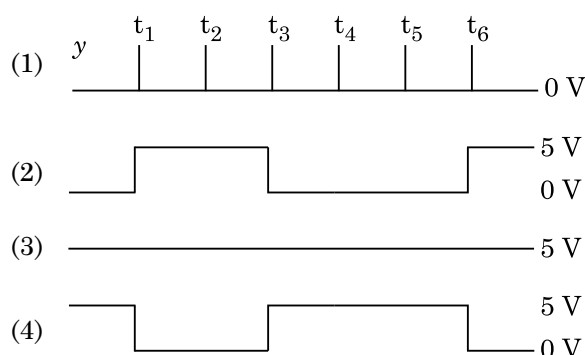 t1 t2 t3 t4 t5 t6
(1) y 0 V
5 V
(2) 0 V
(3) 5 V
5 V
(4) 0 V